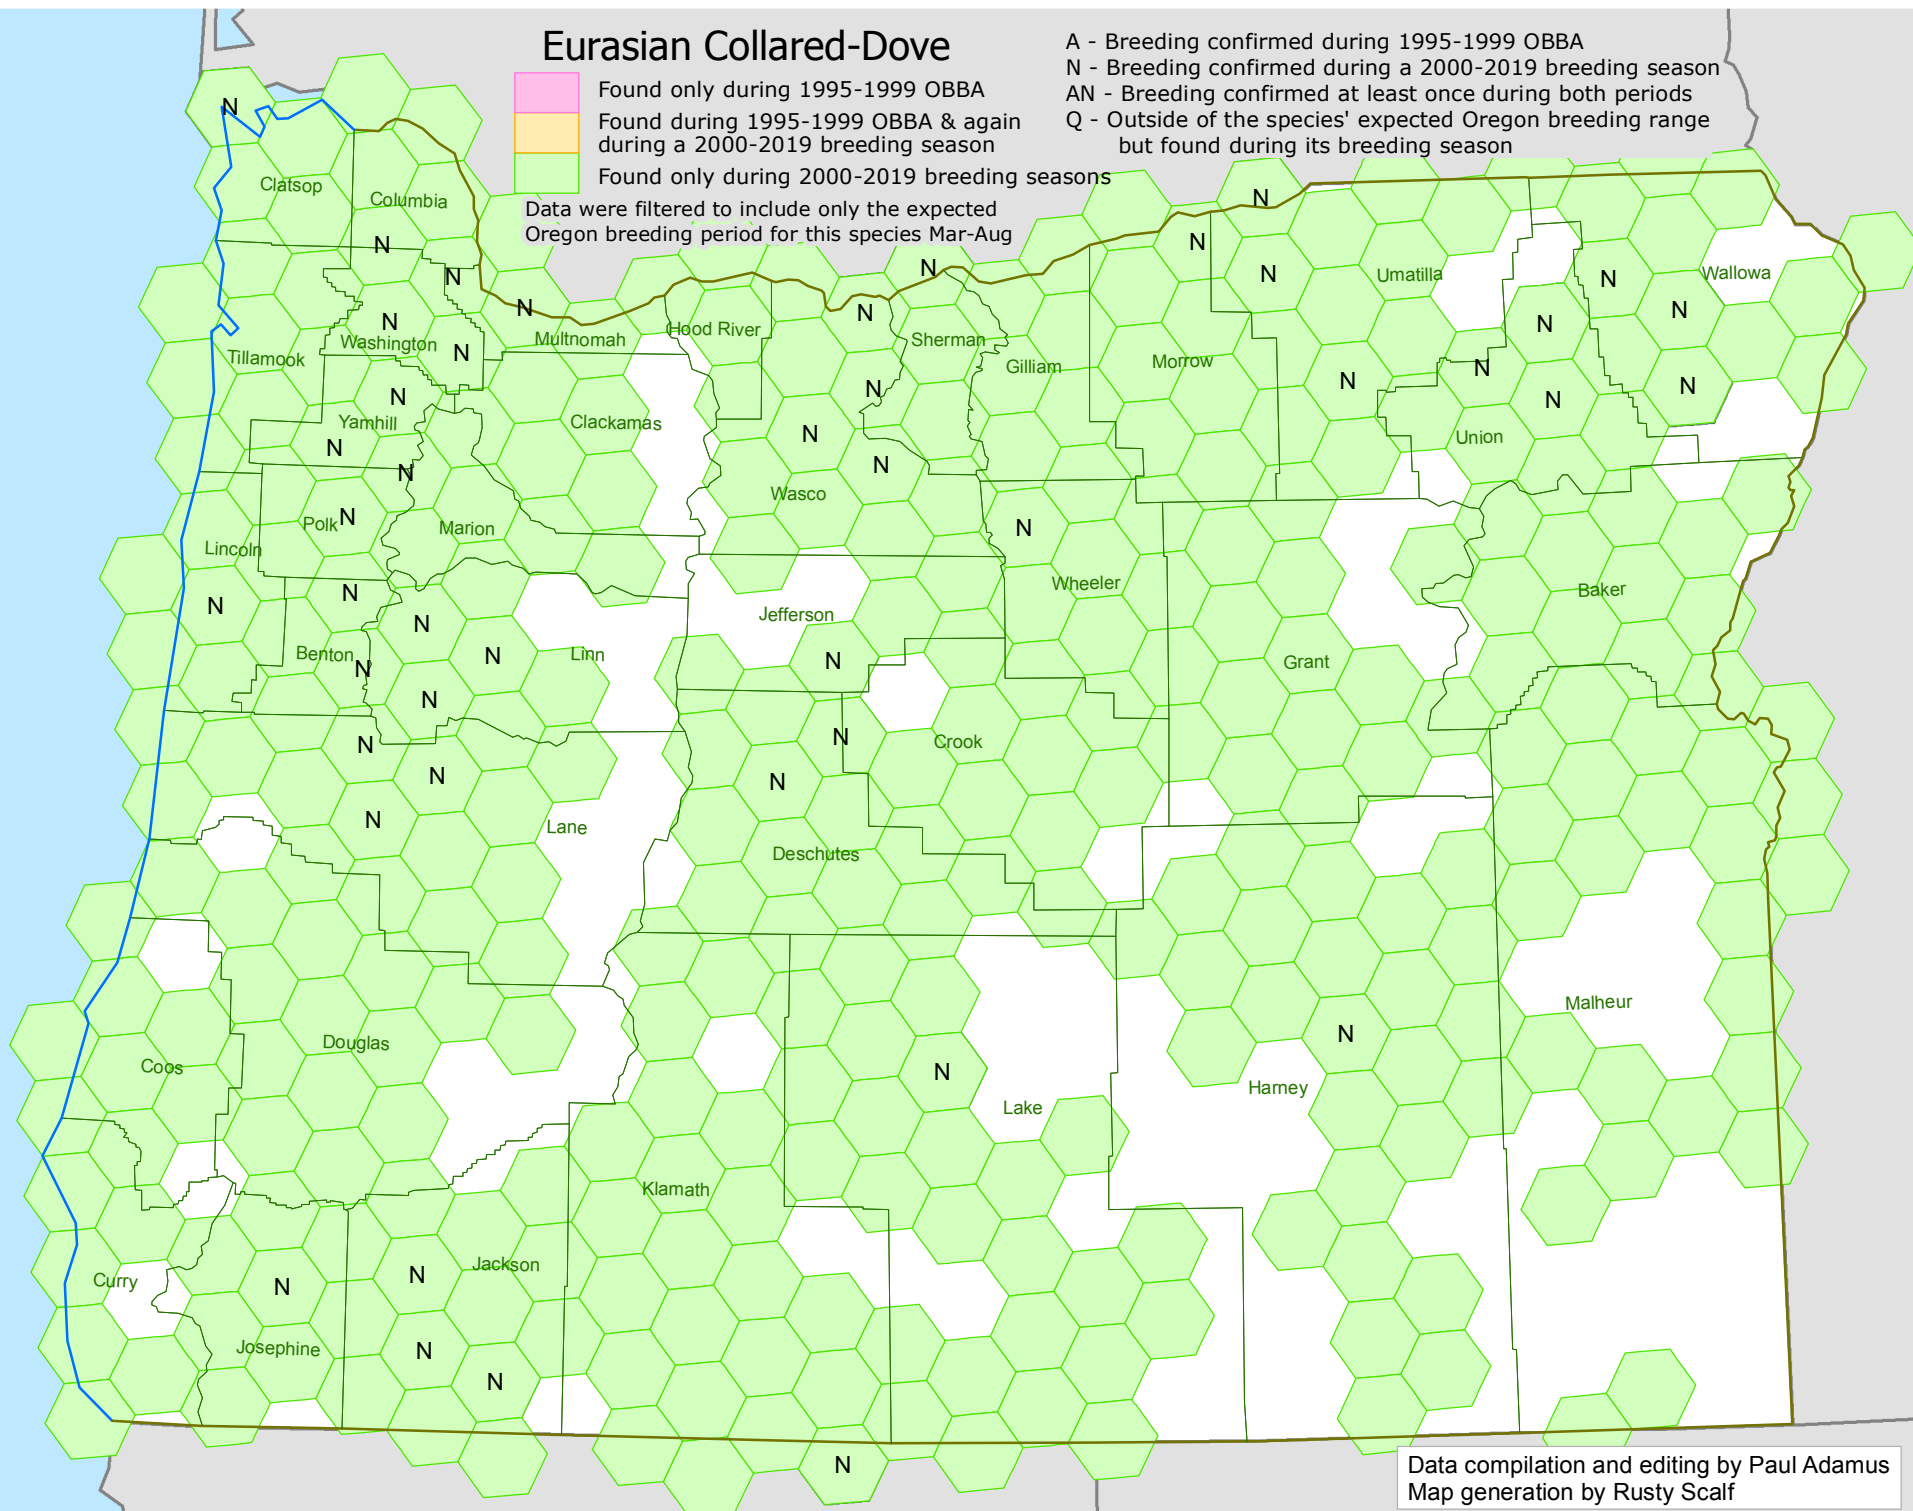 Eurasian Collared-Dove
Found only during 1995-1999 OBBA
Found during 1995-1999 OBBA & again
during a 2000-2019 breeding season
Found only during 2000-2019 breeding seasons
Data were filtered to include only the expected
Oregon breeding period for this species Mar-Aug
A - Breeding confirmed during 1995-1999 OBBA
N - Breeding confirmed during a 2000-2019 breeding season
AN - Breeding confirmed at least once during both periods
Q - Outside of the species' expected Oregon breeding range
but found during its breeding season
N
Clatsop
Columbia
N
N
N
N
N
N
N
N
Umatilla
N
Wallowa
N
N
N
N
Washington
N
Multnomah
Hood River
Sherman
Tillamook
Gilliam
Morrow
N
N
N
N
N
N
N
Yamhill
Clackamas
N
Union
N
N
N
Wasco
Polk
N
Marion
N
Lincoln
Wheeler
Baker
N
N
Jefferson
N
Benton
N
N
Linn
N
Grant
N
N
N
Crook
N
N
N
Lane
Deschutes
Malheur
Douglas
N
Coos
N
Harney
Lake
Klamath
Jackson
N
Curry
N
Josephine
N
N
N
Data compilation and editing by Paul Adamus
Map generation by Rusty Scalf